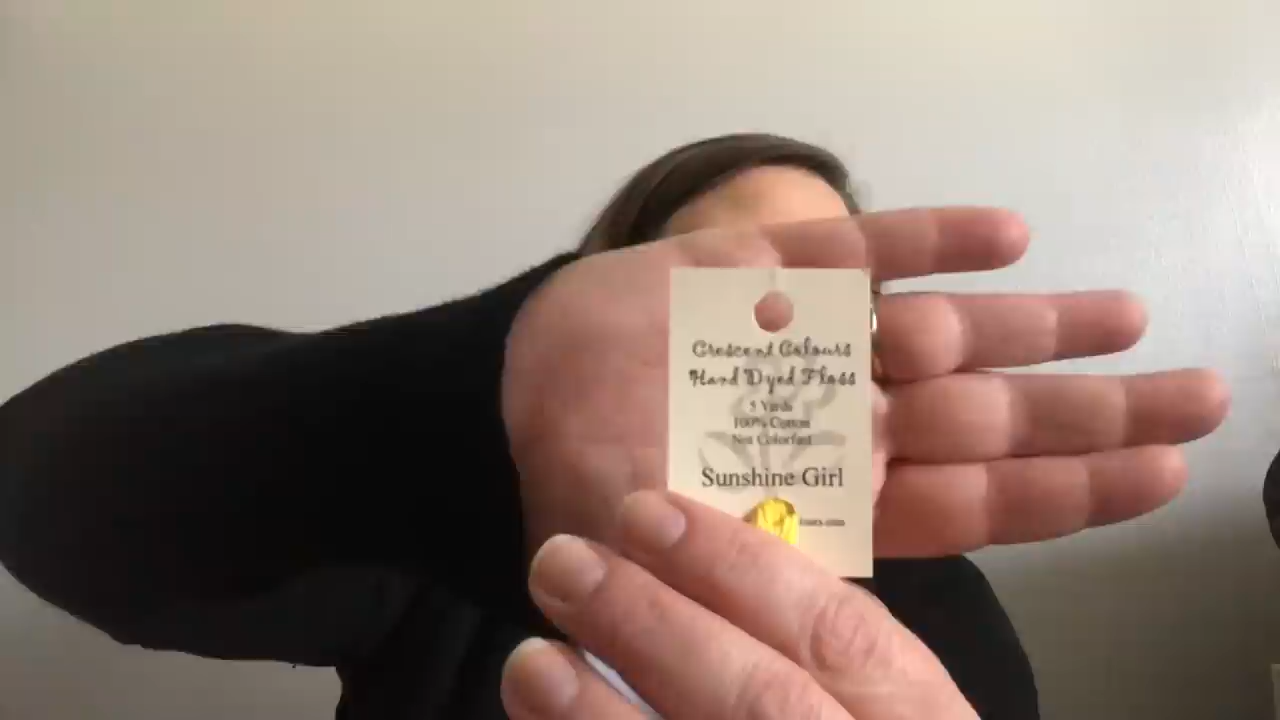 Crescent Colours
Hand Dyed Floss
5 Yards
100% Cotton
Not Colorfast
Sunshine Girl